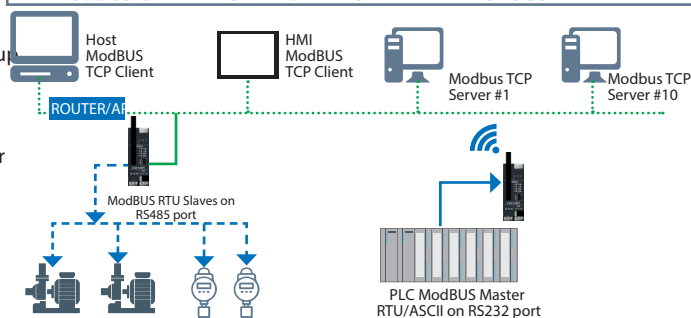 up
Host
ModBUS
TCP Client
HMI
ModBUS
TCP Client
Modbus TCP
Server #1
Modbus TCP
Server #10
ROUTER/AP
r
ModBUS RTU Slaves on
RS485 port
PLC ModBUS Master
RTU/ASCII on RS232 port